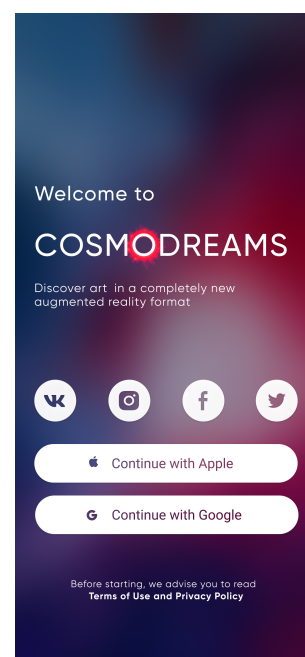 Welcome to
COSMODREAMS
Discover art in a completely new
augmented reality format
Continue with Apple
Continue with Google
Before starting, we advise you to read
Terms of Use and Privacy Policy